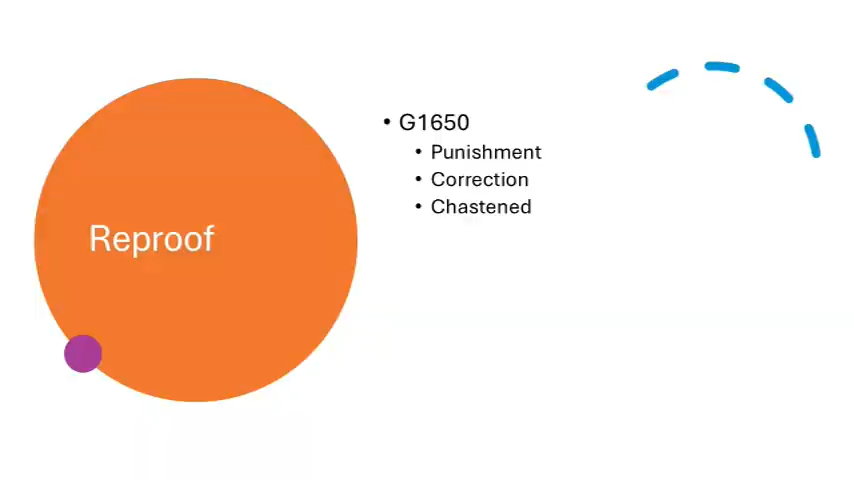 Reproof
• G1650
• Punishment
• Correction
• Chastened